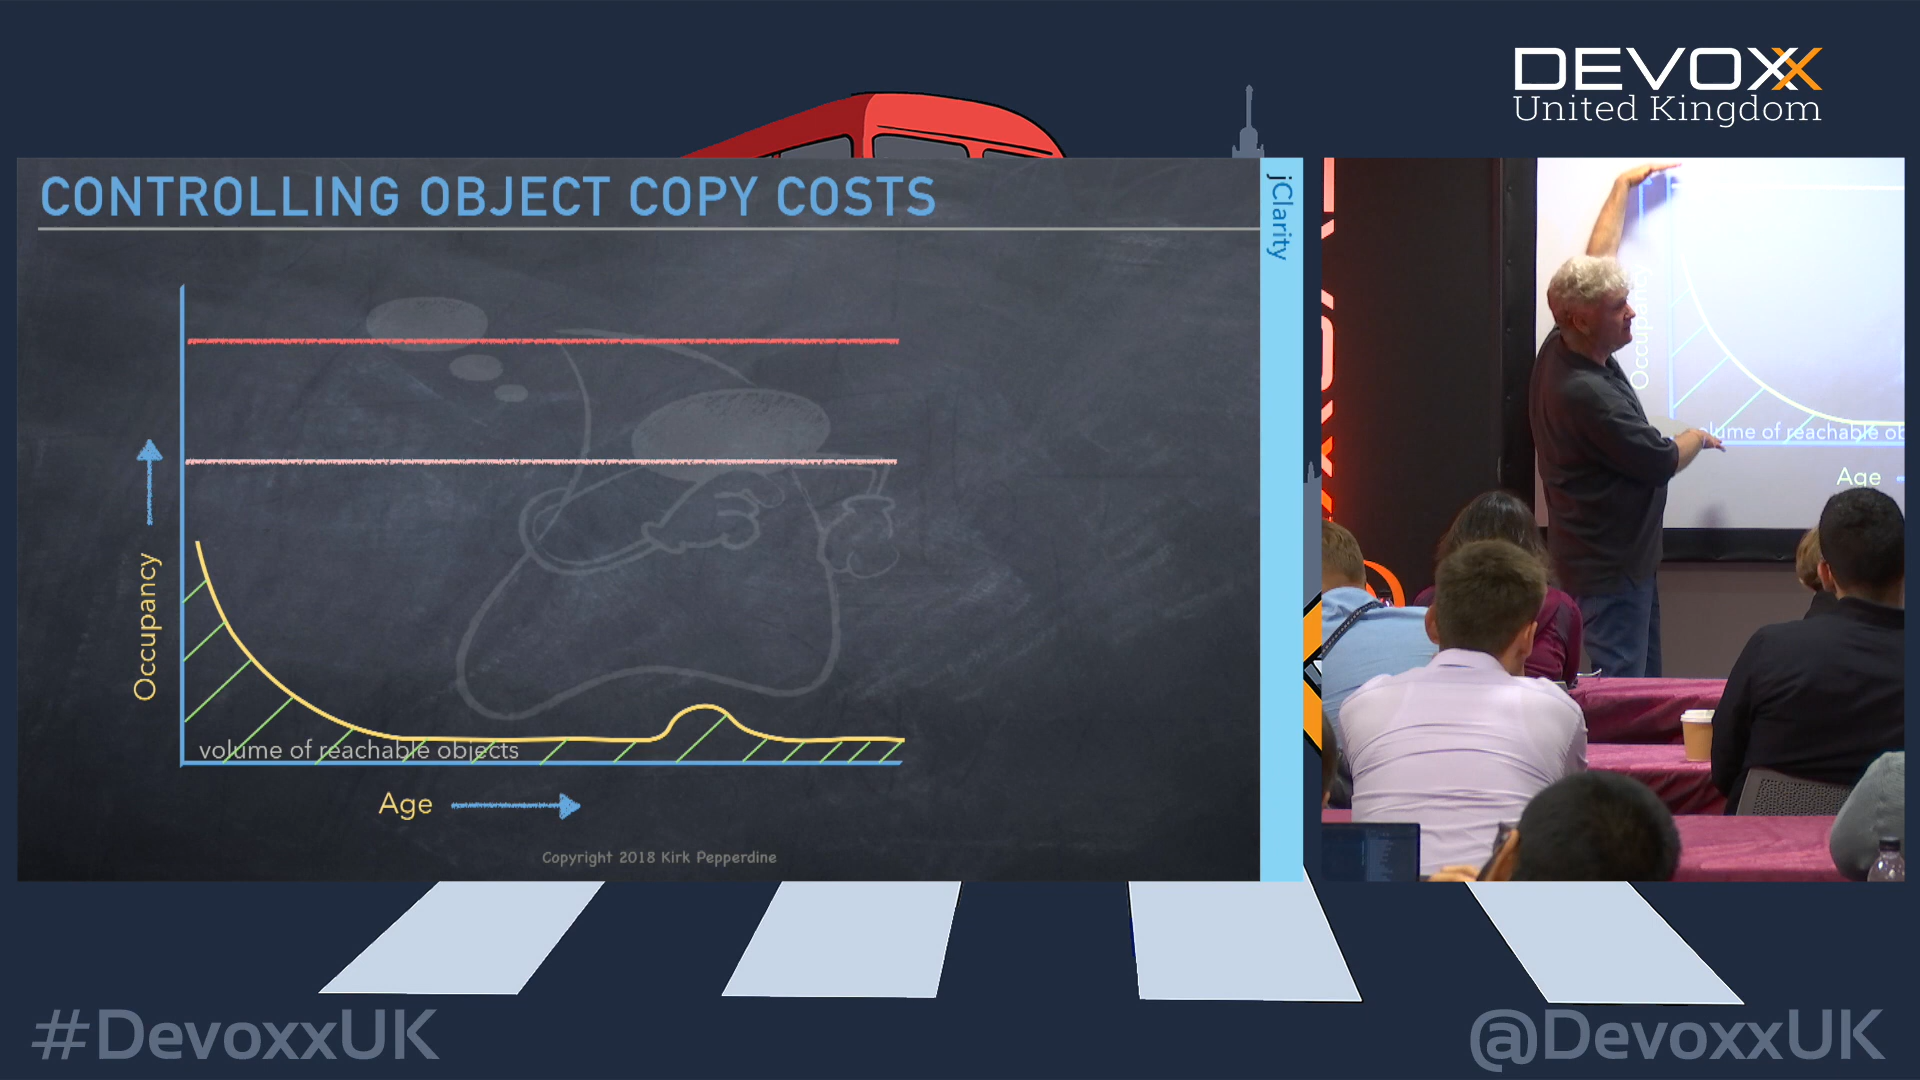 DEVOXX
United Kingdom
CONTROLLING OBJECT COPY COSTS
jClarity
Occupancy
volume of reachable objects
Age
Copyright 2018 Kirk Pepperdine
Occupancy
lume of reachable ob
Age
#DevoxxUK
@DevoxxUK